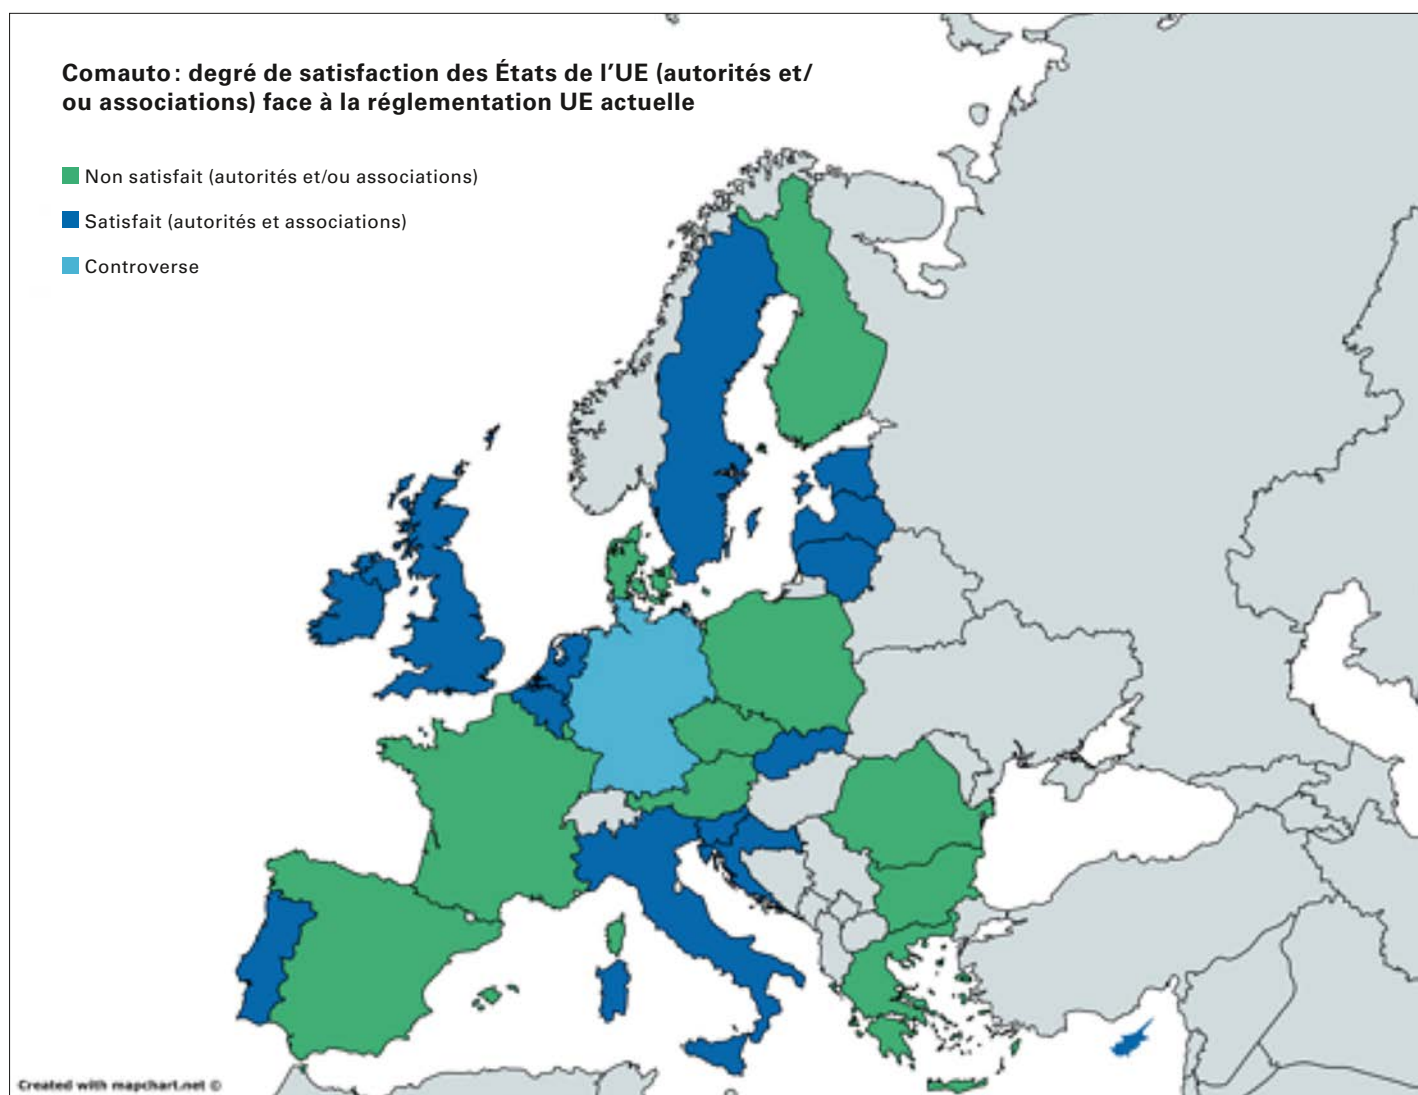 Comauto : degré de satisfaction des États de l’UE (autorités et/
ou associations) face à la réglementation UE actuelle
Non satisfait (autorités et/ou associations)
Satisfait (autorités et associations)
Controverse
Created with mapchart.net ©